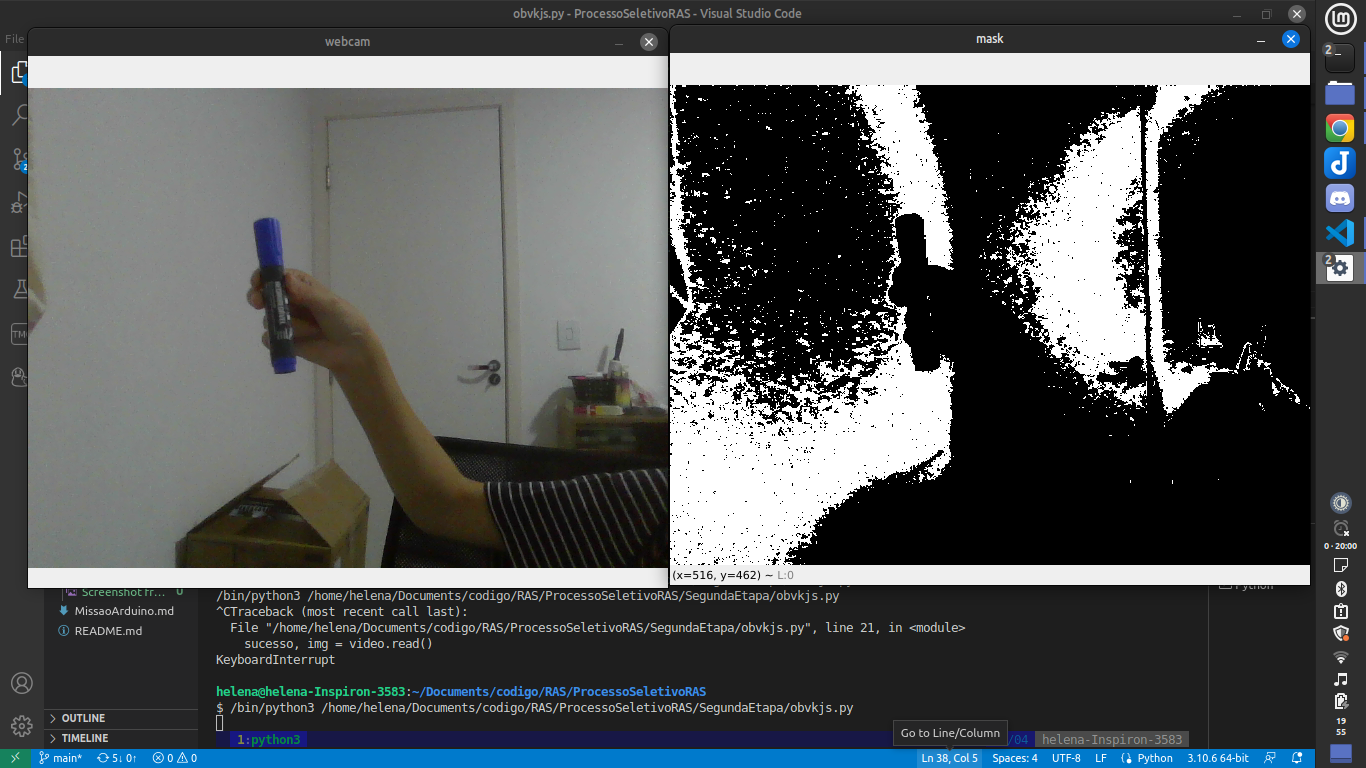 obvkjs.py - ProcessoSeletivoRAS - Visual Studio Code
File
webcam
mask
(x=516, y=462) ~ L:0
Screenshot fr... U
MissaoArduino.md
README.md
OUTLINE
TIMELINE
Python
/bin/python3 /home/helena/Documents/codigo/RAS/ProcessoSeletivoRAS/SegundaEtapa/obvkjs.py
^CTraceback (most recent call last):
File "/home/helena/Documents/codigo/RAS/ProcessoSeletivoRAS/SegundaEtapa/obvkjs.py", line 21, in <module>
sucesso, img = video.read()
KeyboardInterrupt
helena@helena-Inspiron-3583:~/Documents/codigo/RAS/ProcessoSeletivoRAS
$ /bin/python3 /home/helena/Documents/codigo/RAS/ProcessoSeletivoRAS/SegundaEtapa/obvkjs.py
1:python3
/04 helena-Inspiron-3583
Go to Line/Column
main* 5↓ 0↑ 0 0
Ln 38, Col 5 Spaces: 4 UTF-8 LF Python 3.10.6 64-bit
2
2
0 · 20:00
19
55